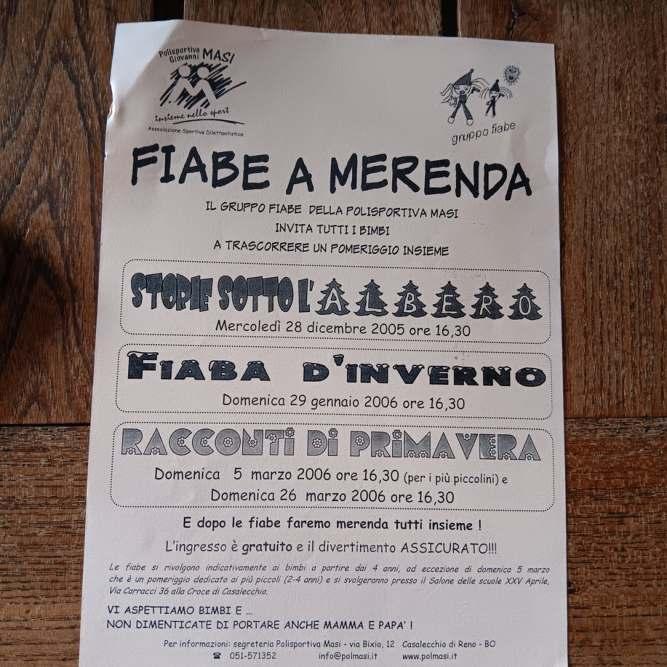 Polisportiva
Giovanni MASI
insieme nello sport
Associazione Sportiva Dilettantistica
gruppo fiabe
FIABE A MERENDA
IL GRUPPO FIABE DELLA POLISPORTIVA MASI
INVITA TUTTI I BIMBI
A TRASCORRERE UN POMERIGGIO INSIEME
STORIE SOTTO L'ALBERO
Mercoledì 28 dicembre 2005 ore 16,30
FIABA D'INVERNO
Domenica 29 gennaio 2006 ore 16,30
RACCONTI DI PRIMAVERA
Domenica 5 marzo 2006 ore 16,30 (per i più piccolini) e
Domenica 26 marzo 2006 ore 16,30
E dopo le fiabe faremo merenda tutti insieme !
L'ingresso è gratuito e il divertimento ASSICURATO!!!
Le fiabe si rivolgono indicativamente ai bimbi a partire dai 4 anni, ad eccezione di domenica 5 marzo
che è un pomeriggio dedicato ai più piccoli (2-4 anni) e si svolgeranno presso il Salone delle scuole XXV Aprile,
Via Carracci 36 alla Croce di Casalecchio.
VI ASPETTIAMO BIMBI E ...
NON DIMENTICATE DI PORTARE ANCHE MAMMA E PAPA' !
Per informazioni: segreteria Polisportiva Masi - via Bixio, 12 Casalecchio di Reno - BO
☎ 051-571352 info@polmasi.it www.polmasi.it